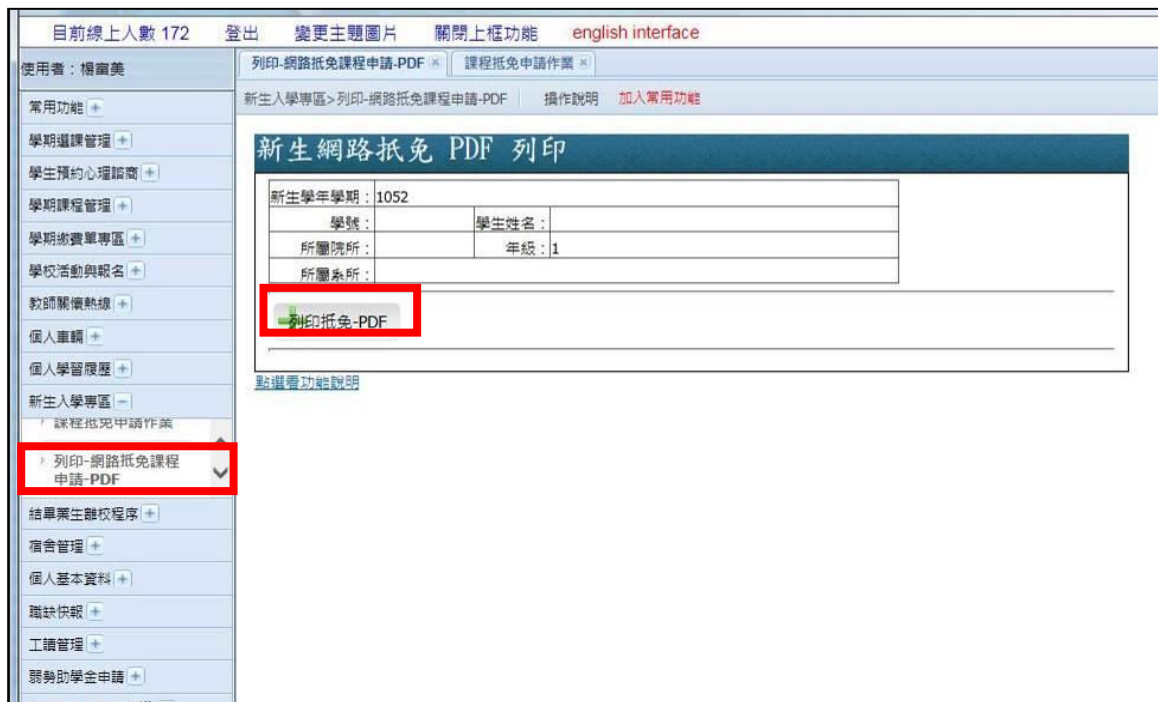 目前線上人數 172 登出 變更主題圖片 關閉上框功能 english interface
使用者：楊甯美
列印-網路抵免課程申請-PDF 課程抵免申請作業
新生入學專區>列印-網路抵免課程申請-PDF 操作說明 加入常用功能
常用功能
學期選課管理
學生預約心理諮商
學期課程管理
學期繳費單專區
學校活動與報名
教師關懷熱線
個人車輛
個人學習履歷
新生入學專區
課程抵免申請作業
列印-網路抵免課程
申請-PDF
結畢業生離校程序
宿舍管理
個人基本資料
職缺快報
工讀管理
弱勢助學金申請
新生網路抵免 PDF 列印
新生學年學期：1052
學號： 學生姓名：
所屬院所： 年級：1
所屬系所：
列印抵免-PDF
點選看功能說明